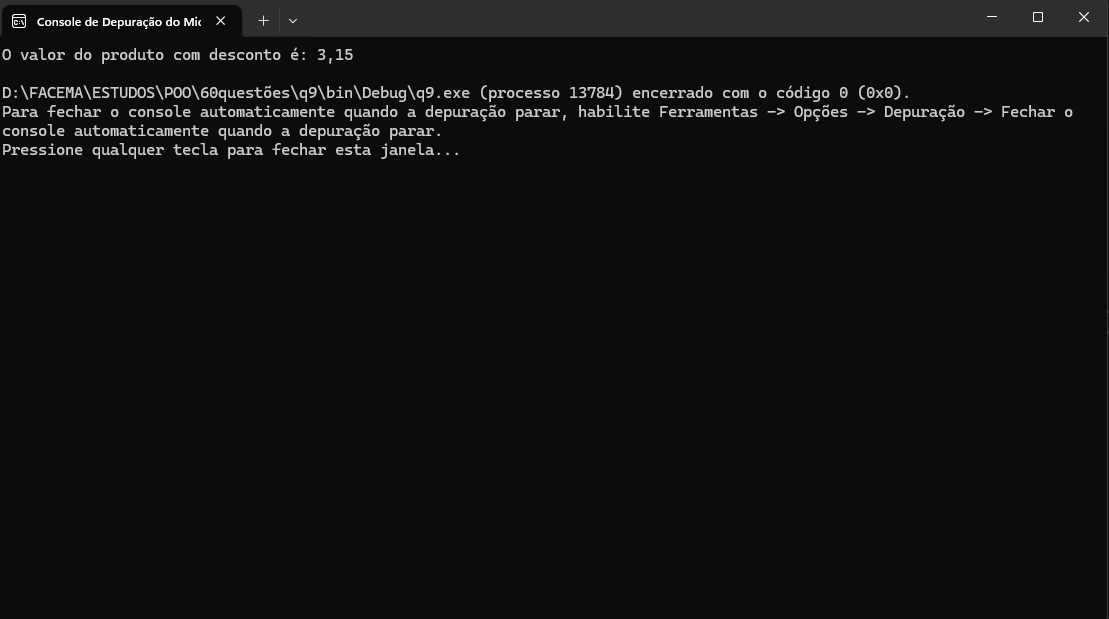 Console de Depuração do Mic
O valor do produto com desconto é: 3,15
D:\FACEMA\ESTUDOS\POO\60questões\q9\bin\Debug\q9.exe (processo 13784) encerrado com o código 0 (0x0).
Para fechar o console automaticamente quando a depuração parar, habilite Ferramentas -> Opções -> Depuração -> Fechar o
console automaticamente quando a depuração parar.
Pressione qualquer tecla para fechar esta janela...